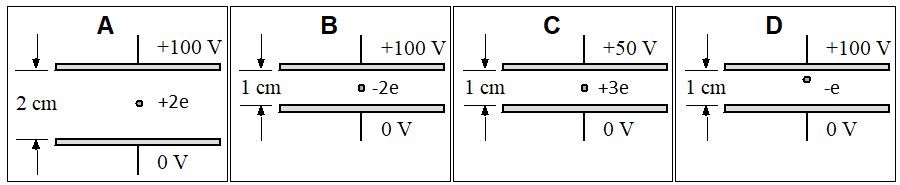 A
+100 V
2 cm
+2e
0 V
B
+100 V
1 cm
-2e
0 V
C
+50 V
1 cm
+3e
0 V
D
+100 V
1 cm
-e
0 V